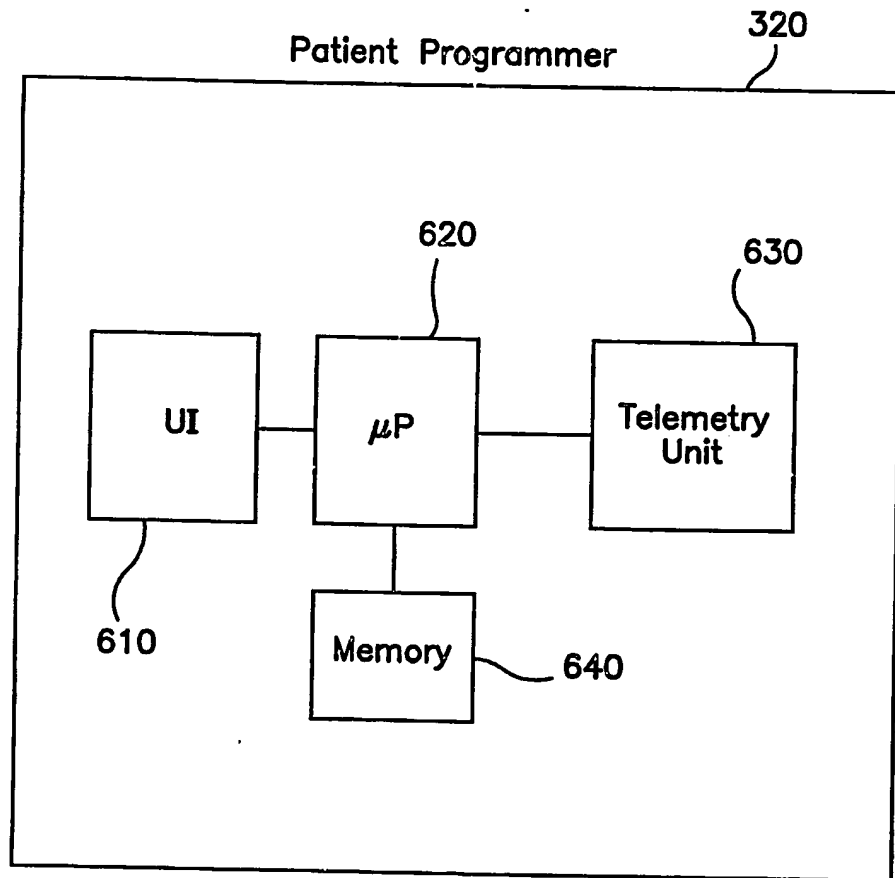 320
Patient Programmer
620
630
UI
μP
Telemetry
Unit
610
Memory
640